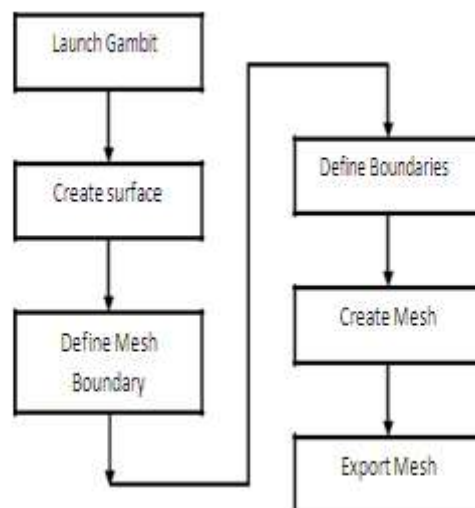 Launch Gambit
Create surface
Define Mesh
Boundary
Define Boundaries
Create Mesh
Export Mesh